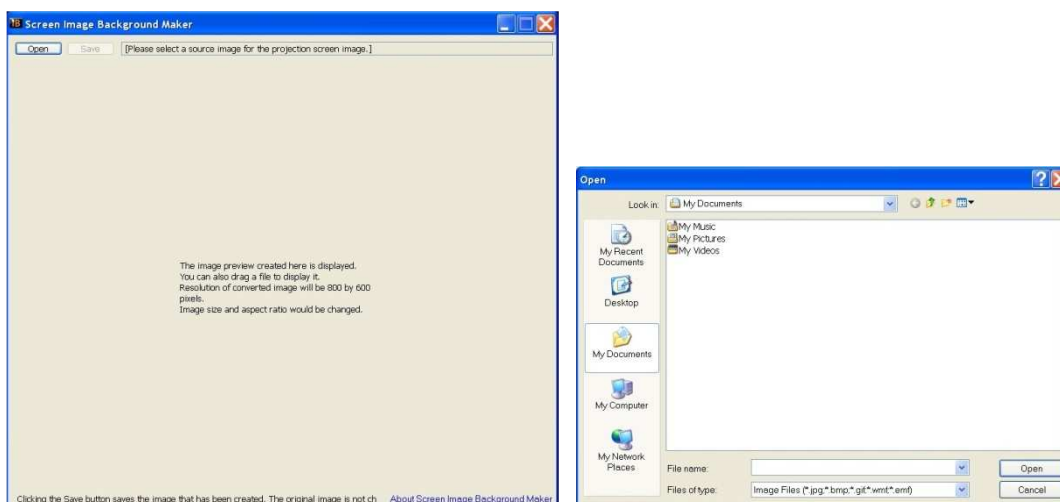 Screen Image Background Maker
Open Save [Please select a source image for the projection screen image.]
The image preview created here is displayed.
You can also drag a file to display it.
Resolution of converted image will be 800 by 600
pixels.
Image size and aspect ratio would be changed.
Clicking the Save button saves the image that has been created. The original image is not ch About Screen Image Background Maker
Open
Look in: My Documents
My Recent
Documents
Desktop
My Documents
My Computer
My Network
Places
My Music
My Pictures
My Videos
File name: Open
Files of type: Image Files (*.jpg;*.bmp;*.gif;*.wmf;*.emf) Cancel